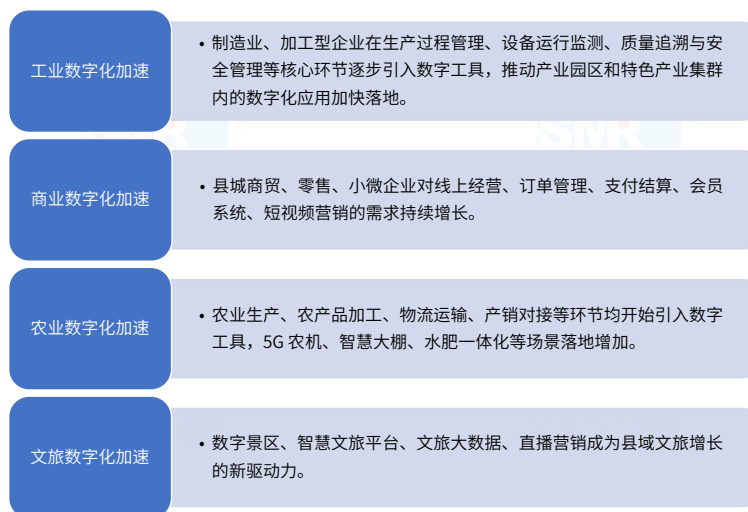 工业数字化加速
• 制造业、加工型企业在生产过程管理、设备运行监测、质量追溯与安
全管理等核心环节逐步引入数字工具，推动产业园区和特色产业集群
内的数字化应用加快落地。
商业数字化加速
• 县城商贸、零售、小微企业对线上经营、订单管理、支付结算、会员
系统、短视频营销的需求持续增长。
农业数字化加速
• 农业生产、农产品加工、物流运输、产销对接等环节均开始引入数字
工具，5G 农机、智慧大棚、水肥一体化等场景落地增加。
文旅数字化加速
• 数字景区、智慧文旅平台、文旅大数据、直播营销成为县域文旅增长
的新驱动力。
SMR
SMR